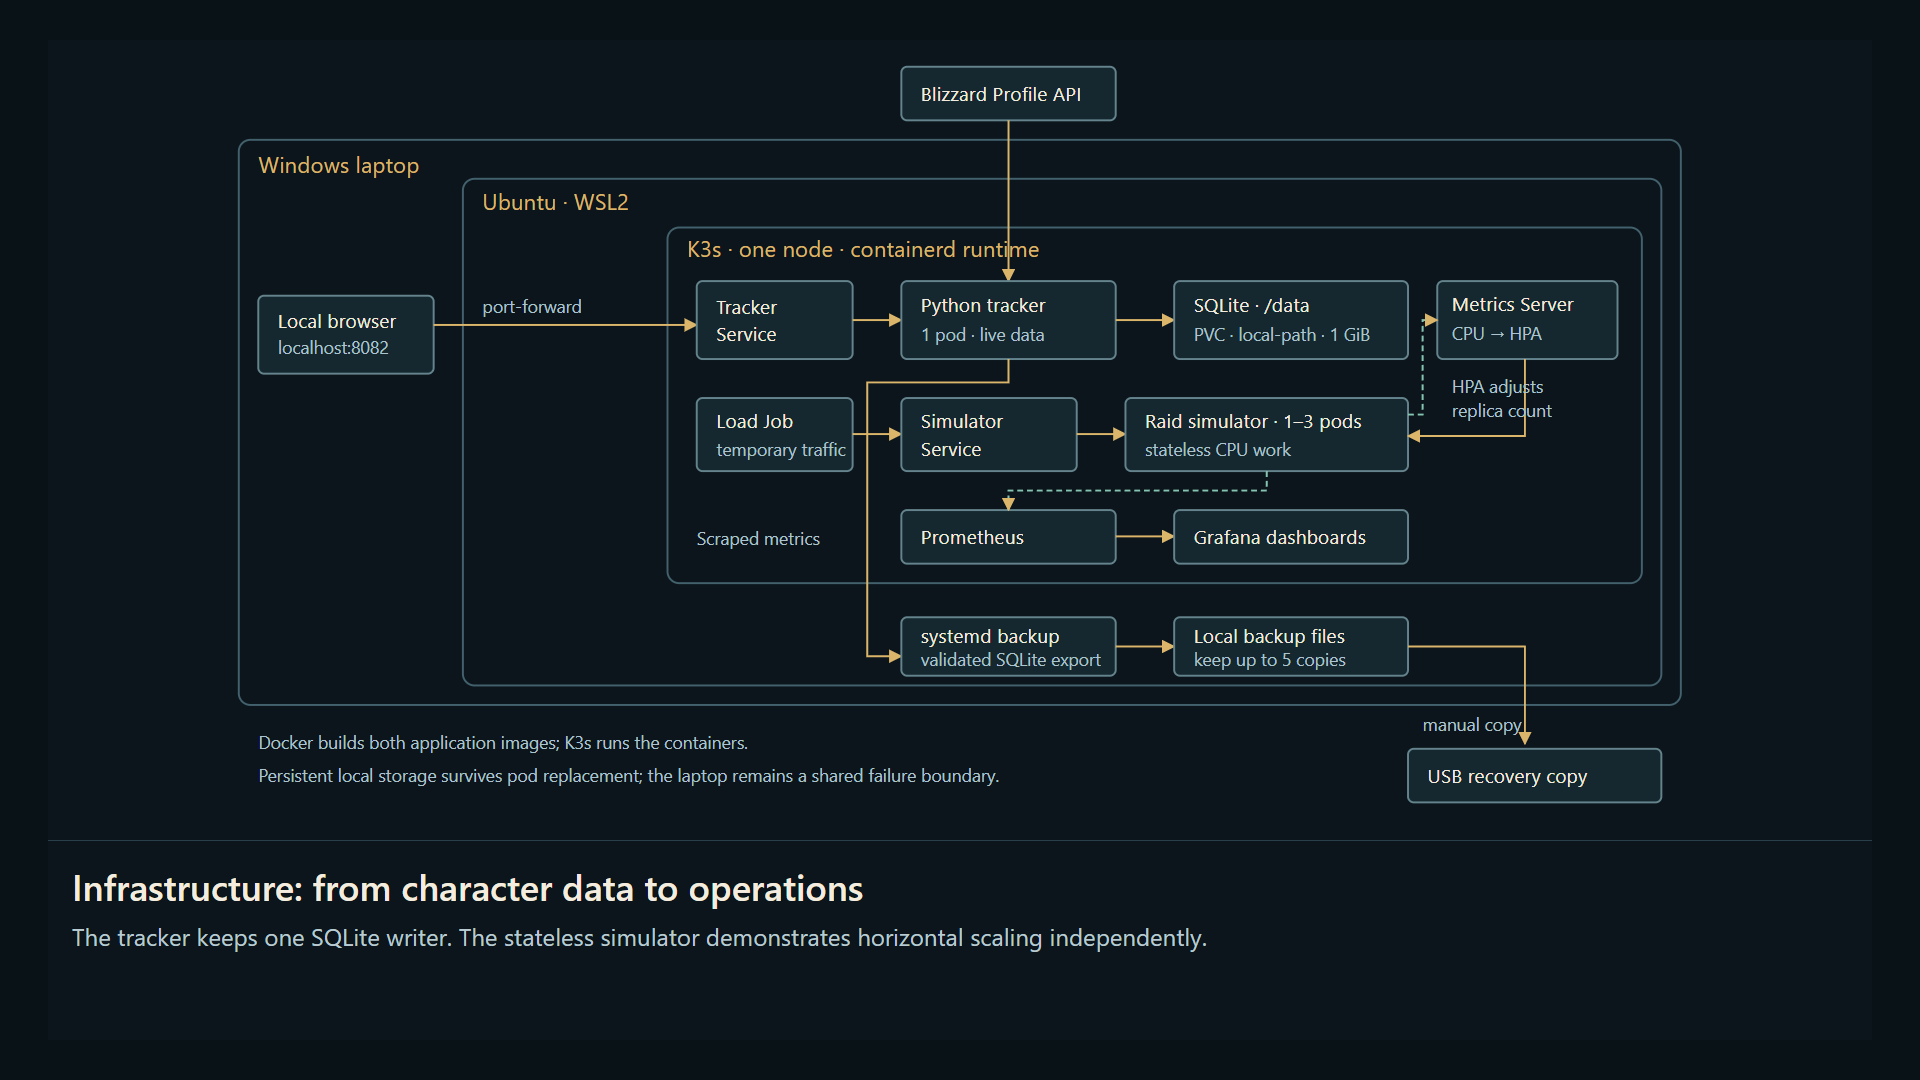 Blizzard Profile API
Windows laptop
Ubuntu · WSL2
K3s · one node · containerd runtime
Local browser
localhost:8082
port-forward
Tracker
Service
Python tracker
1 pod · live data
SQLite · /data
PVC · local-path · 1 GiB
Metrics Server
CPU → HPA
HPA adjusts
replica count
Load Job
temporary traffic
Simulator
Service
Raid simulator · 1–3 pods
stateless CPU work
Scraped metrics
Prometheus
Grafana dashboards
systemd backup
validated SQLite export
Local backup files
keep up to 5 copies
manual copy
USB recovery copy
Docker builds both application images; K3s runs the containers.
Persistent local storage survives pod replacement; the laptop remains a shared failure boundary.
Infrastructure: from character data to operations
The tracker keeps one SQLite writer. The stateless simulator demonstrates horizontal scaling independently.